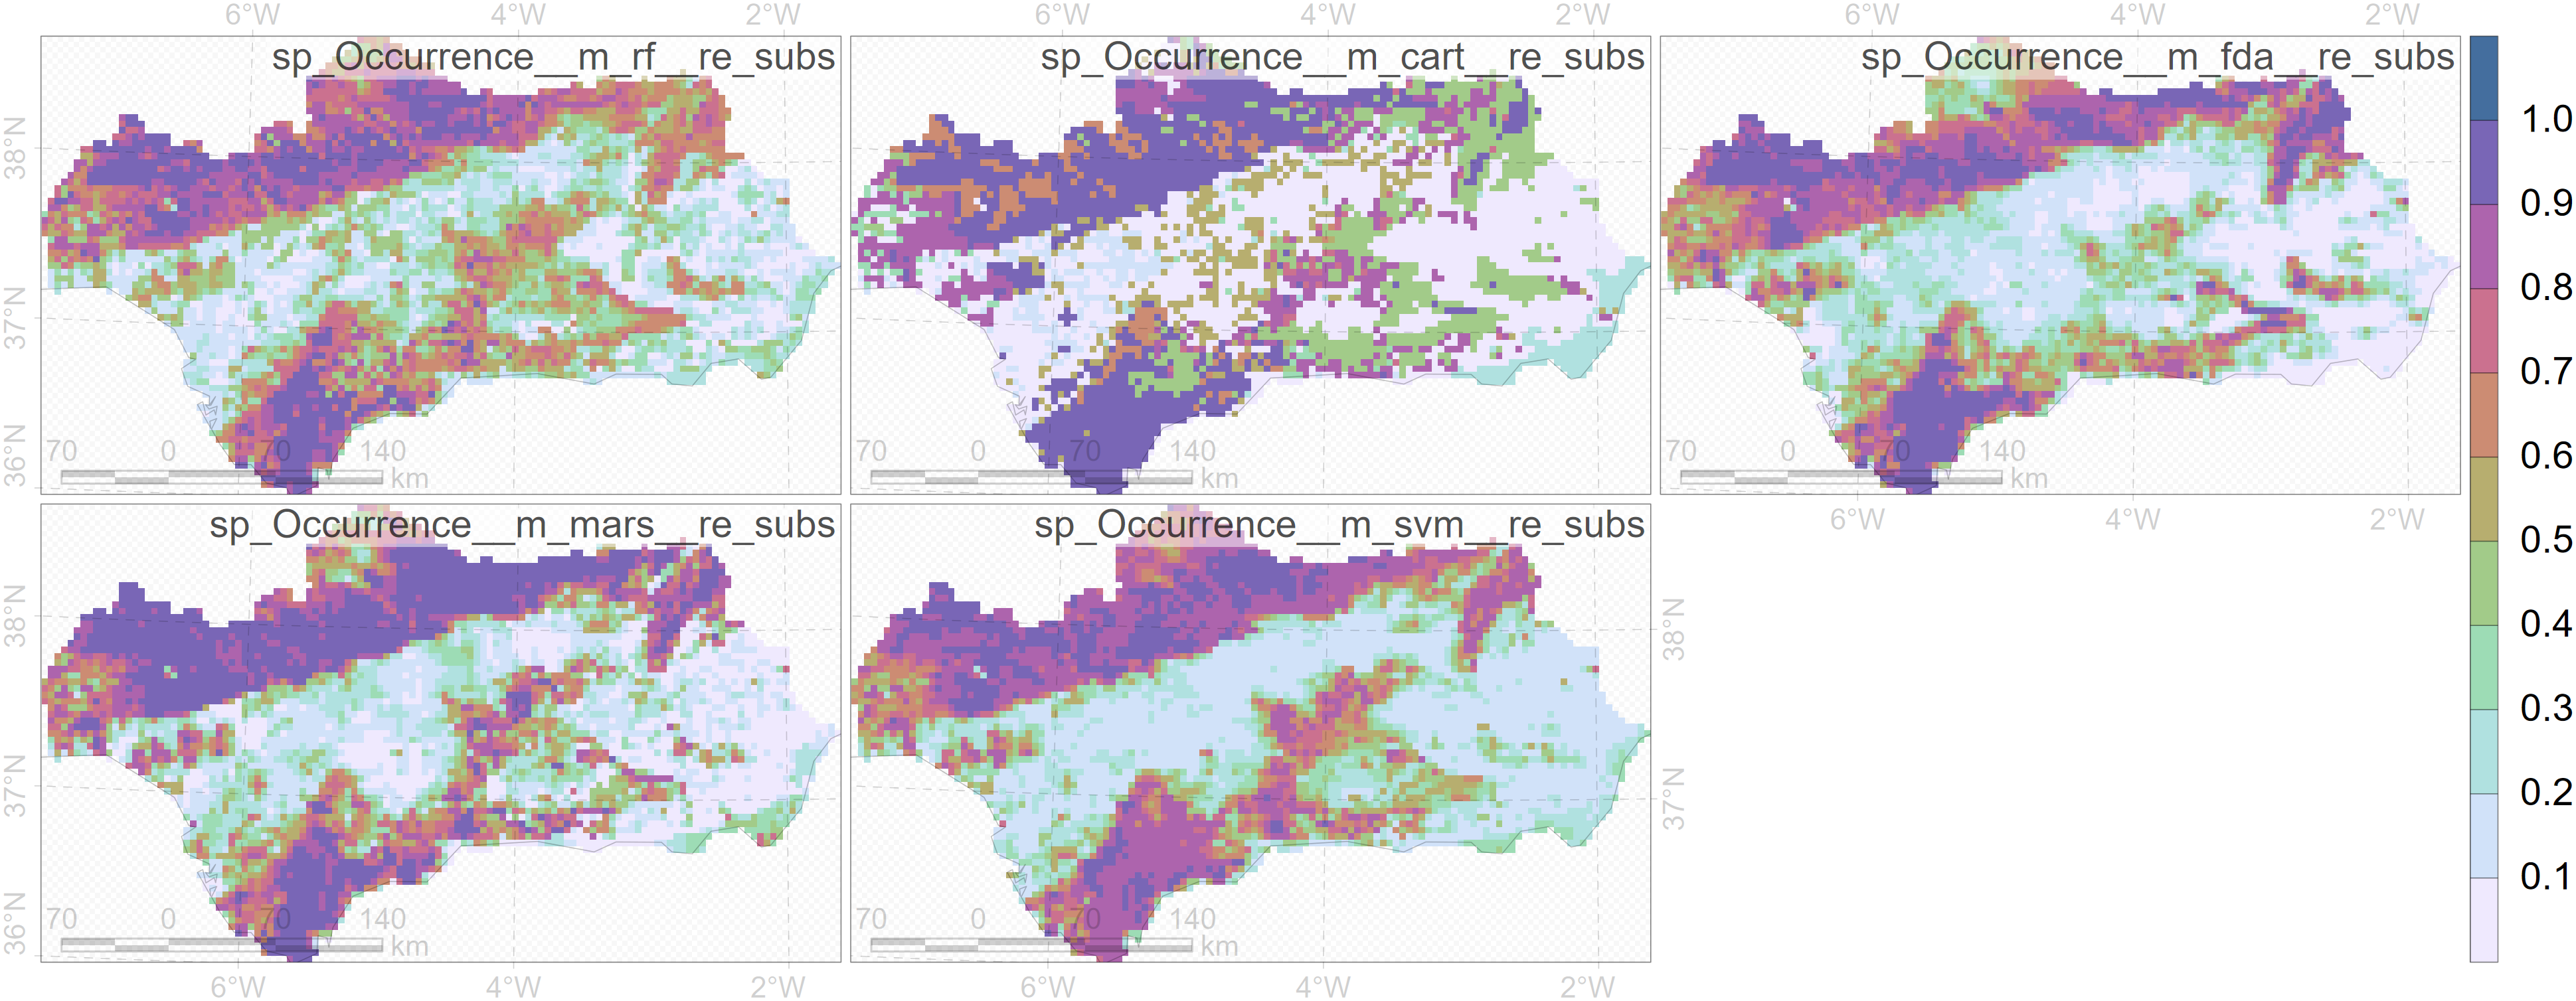 6°W 4°W 2°W 6°W 4°W 2°W 6°W 4°W 2°W
sp_Occurrence__m_rf__re_subs
sp_Occurrence__m_cart__re_subs
sp_Occurrence__m_fda__re_subs
38°N
37°N
36°N
70 0 70 140
km
70 0 70 140
km
70 0 70 140
km
6°W 4°W 2°W
sp_Occurrence__m_mars__re_subs
sp_Occurrence__m_svm__re_subs
38°N
37°N
36°N
38°N
37°N
70 0 70 140
km
70 0 70 140
km
6°W 4°W 2°W 6°W 4°W 2°W
1.0
0.9
0.8
0.7
0.6
0.5
0.4
0.3
0.2
0.1